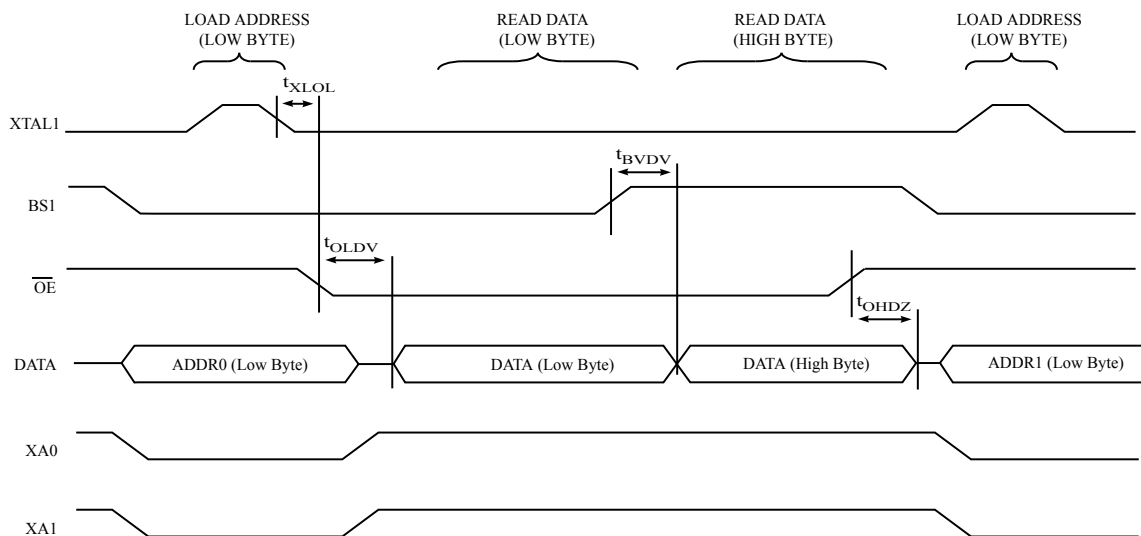 LOAD ADDRESS
(LOW BYTE)
READ DATA
(LOW BYTE)
READ DATA
(HIGH BYTE)
LOAD ADDRESS
(LOW BYTE)
tXLOL
XTAL1
tBVDV
BS1
tOLDV
OE
tOHDZ
DATA
ADDR0 (Low Byte)
DATA (Low Byte)
DATA (High Byte)
ADDR1 (Low Byte)
XA0
XA1